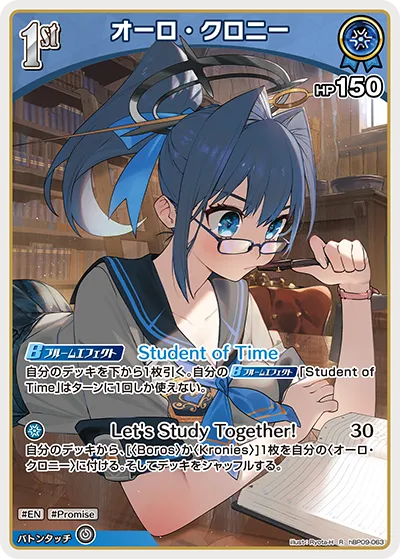 1st
オーロ・クロニー
HP 150
Bブルームエフェクト Student of Time
自分のデッキを下から1枚引く。自分のBブルームエフェクト「Student of
Time」はターンに1回しか使えない。
Let's Study Together! 30
自分のデッキから、[〈Boros〉か〈Kronies〉]1枚を自分の〈オーロ・
クロニー〉に付ける。そしてデッキをシャッフルする。
#EN #Promise
バトンタッチ
illust: Ryota-H R hBP09-063